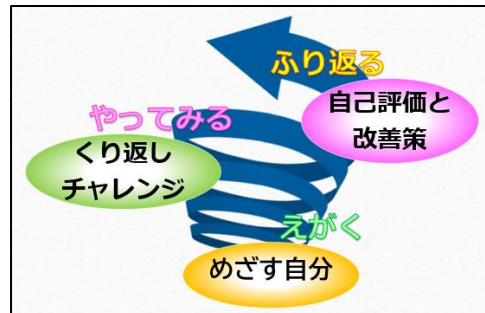 ふり返る
自己評価と
改善策
やってみる
くり返し
チャレンジ
えがく
めざす自分